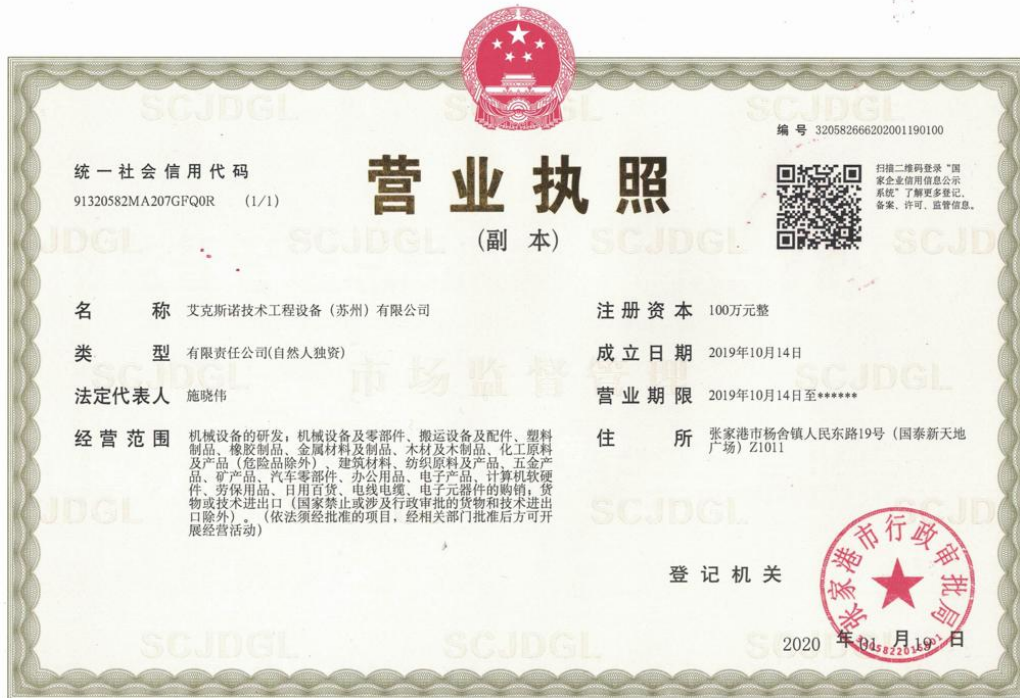 编 号 320582666202001190100
统一社会信用代码
91320582MA207GFQ0R (1/1)
营业执照
(副 本)
扫描二维码登录“国
家企业信用信息公示
系统”了解更多登记、
备案、许可、监管信息。
名 称 艾克斯诺技术工程设备（苏州）有限公司
类 型 有限责任公司(自然人独资)
法定代表人 施晓伟
经营范围 机械设备的研发；机械设备及零部件、搬运设备及配件、塑料
制品、橡胶制品、金属材料及制品、木材及木制品、化工原料
及产品（危险品除外）、建筑材料、纺织原料及产品、五金产
品、矿产品、汽车零部件、办公用品、电子产品、计算机软硬
件、劳保用品、日用百货、电线电缆、电子元器件的购销；货
物或技术进出口（国家禁止或涉及行政审批的货物和技术进出
口除外）。（依法须经批准的项目，经相关部门批准后方可开
展经营活动）
注册资本 100万元整
成立日期 2019年10月14日
营业期限 2019年10月14日至******
住 所 张家港市杨舍镇人民东路19号（国泰新天地
广场）Z1011
登记机关
张家港市行政审批局
2020 年 01 月 19 日
SCJDGL
市场监督管理